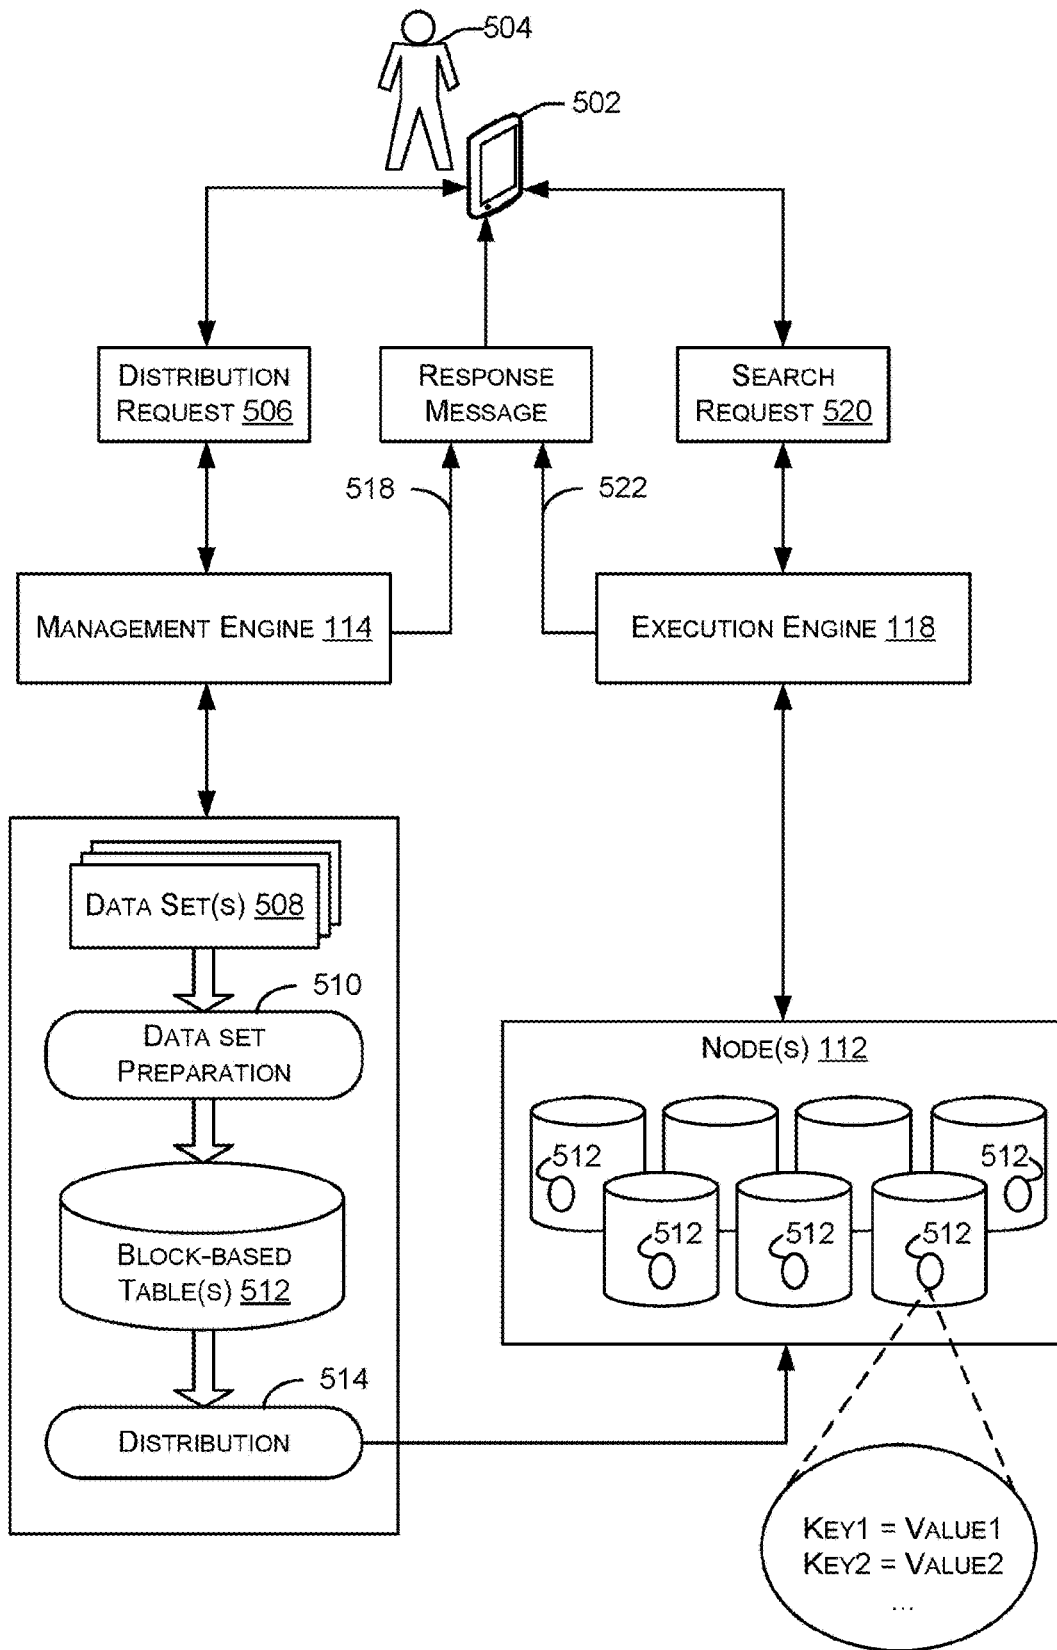 504
502
DISTRIBUTION
REQUEST 506
RESPONSE
MESSAGE
SEARCH
REQUEST 520
518
522
MANAGEMENT ENGINE 114
EXECUTION ENGINE 118
DATA SET(S) 508
510
DATA SET
PREPARATION
BLOCK-BASED
TABLE(S) 512
514
DISTRIBUTION
NODE(S) 112
512
512
512
512
512
KEY1 = VALUE1
KEY2 = VALUE2
...